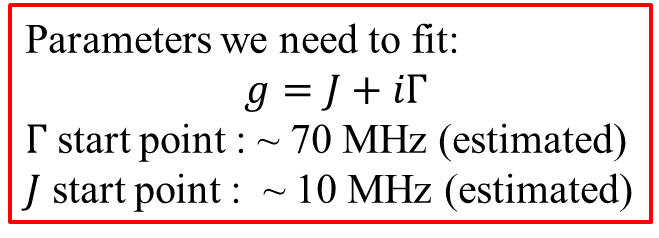 Parameters we need to fit:
g = J + iΓ
Γ start point : ~ 70 MHz (estimated)
J start point :  ~ 10 MHz (estimated)